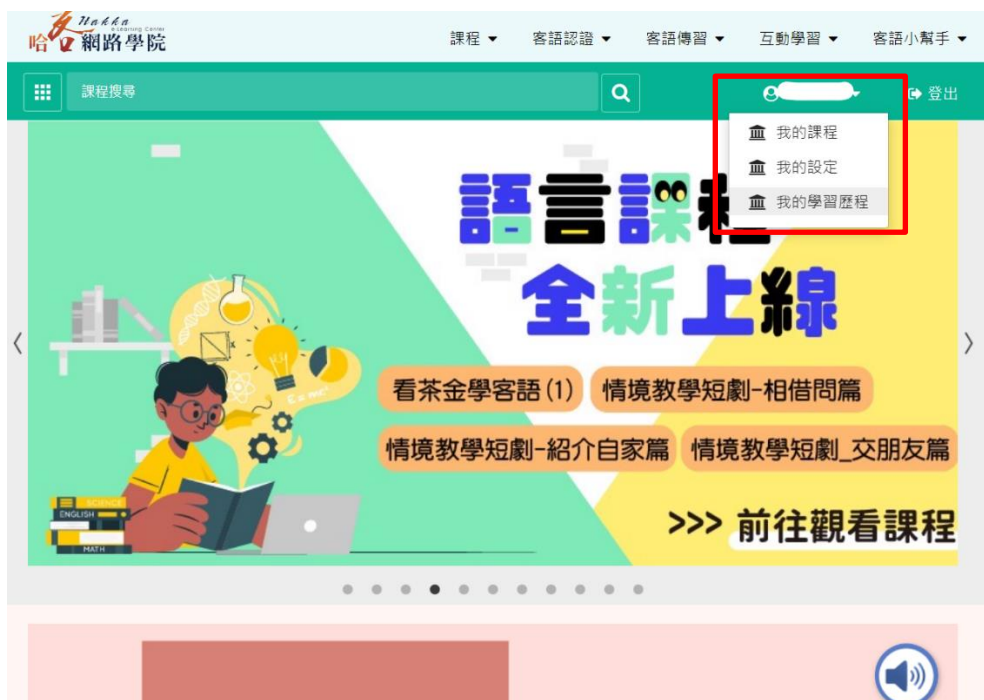 Hakka
eLearning Center
哈客網路學院
課程 客語認證 客語傳習 互動學習 客語小幫手
課程搜尋
登出
我的課程
我的設定
我的學習歷程
語言課程
全新上線
看茶金學客語(1) 情境教學短劇-相借問篇
情境教學短劇-紹介自家篇 情境教學短劇_交朋友篇
>>> 前往觀看課程
E=mc²
SCIENCE
ENGLISH
MATH